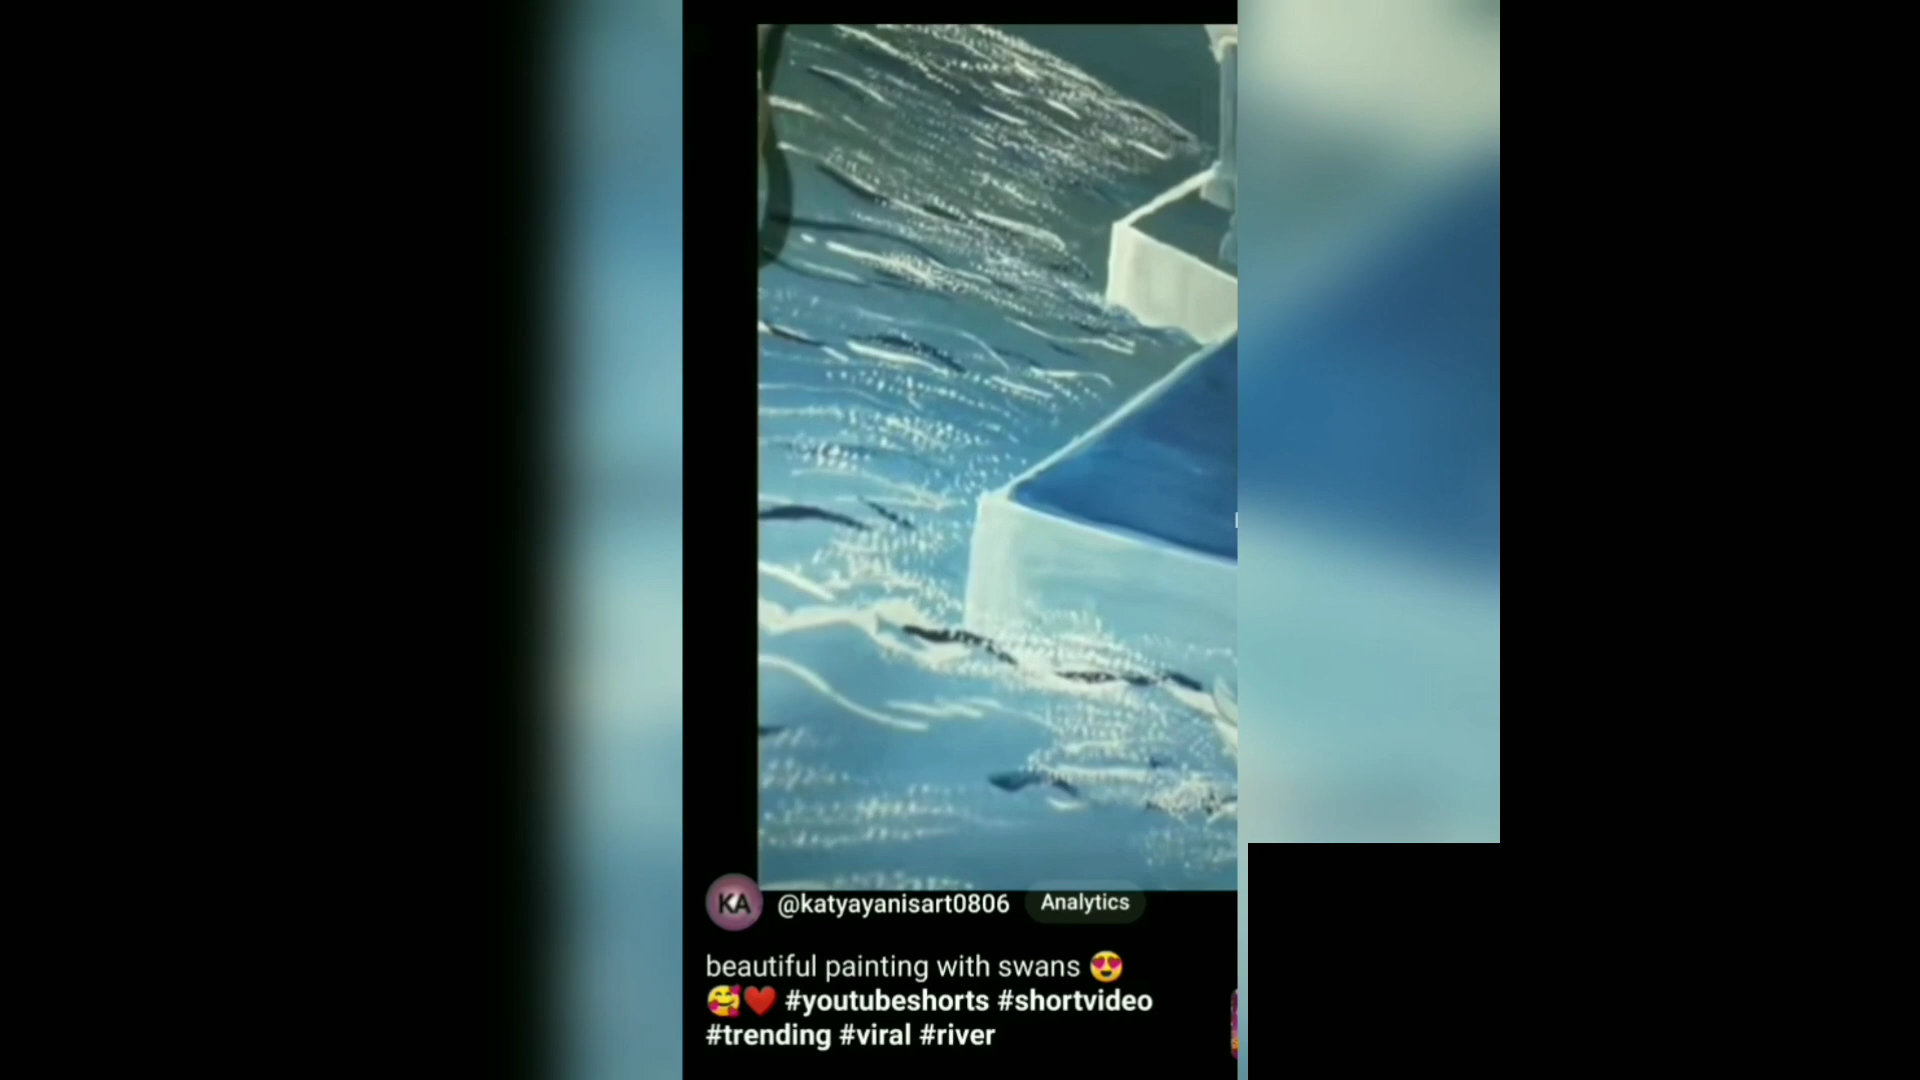 KA @katyayanisart0806 Analytics
beautiful painting with swans 😍
🥰❤️ #youtubeshorts #shortvideo
#trending #viral #river